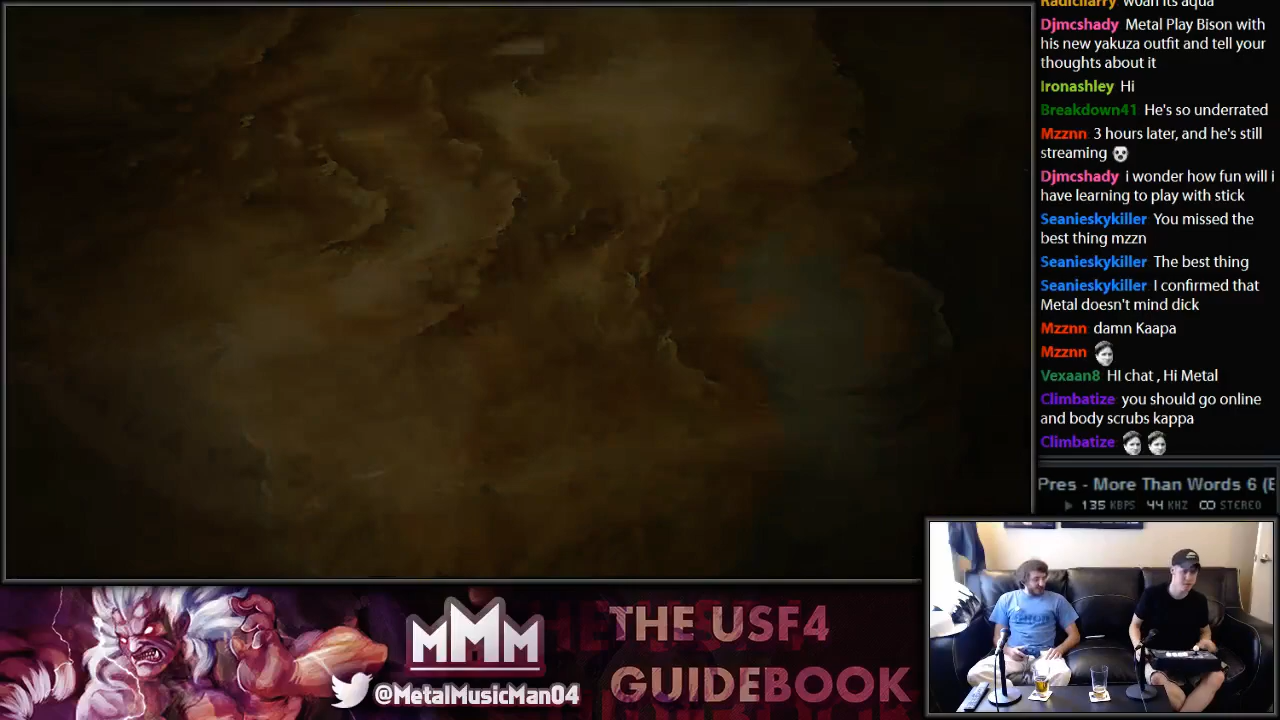 Radicharry woah its aqua
Djmcshady Metal Play Bison with
his new yakuza outfit and tell your
thoughts about it
Ironashley Hi
Breakdown41 He's so underrated
Mzznn 3 hours later, and he's still
streaming
Djmcshady i wonder how fun will i
have learning to play with stick
Seanieskykiller You missed the
best thing mzzn
Seanieskykiller The best thing
Seanieskykiller I confirmed that
Metal doesn't mind dick
Mzznn damn Kaapa
Mzznn
Vexaan8 HI chat , Hi Metal
Climbatize you should go online
and body scrubs kappa
Climbatize
Pres - More Than Words 6 (E
135 KBPS 44 KHZ STEREO
MMM
@MetalMusicMan04
THE USF4
GUIDEBOOK